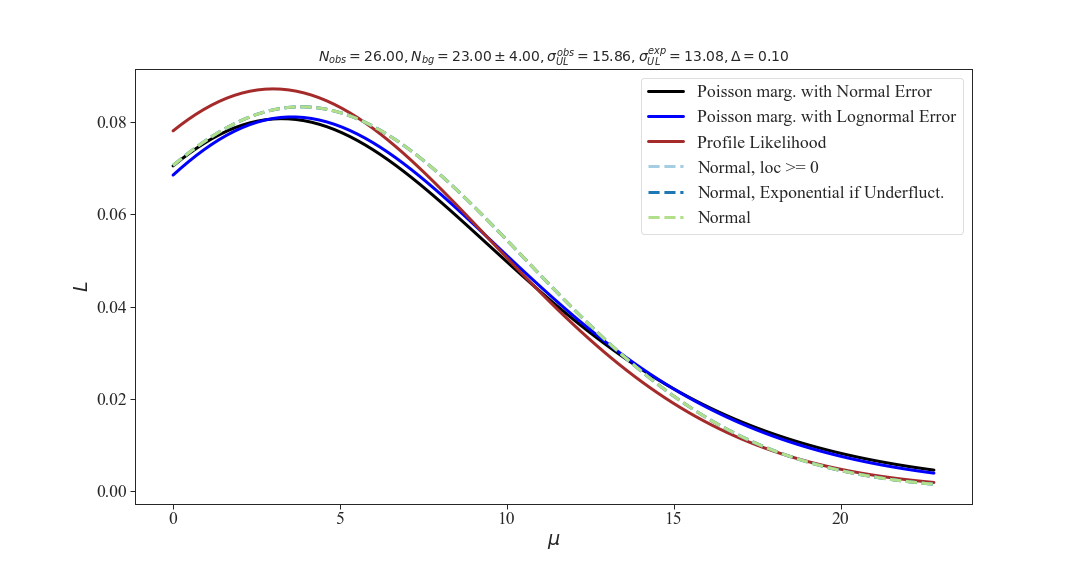 N_obs = 26.00, N_bg = 23.00 ± 4.00, σ_UL^obs = 15.86, σ_UL^exp = 13.08, Δ = 0.10
Poisson marg. with Normal Error
Poisson marg. with Lognormal Error
Profile Likelihood
Normal, loc >= 0
Normal, Exponential if Underfluct.
Normal
0.08
0.06
0.04
0.02
0.00
L
0 5 10 15 20
μ